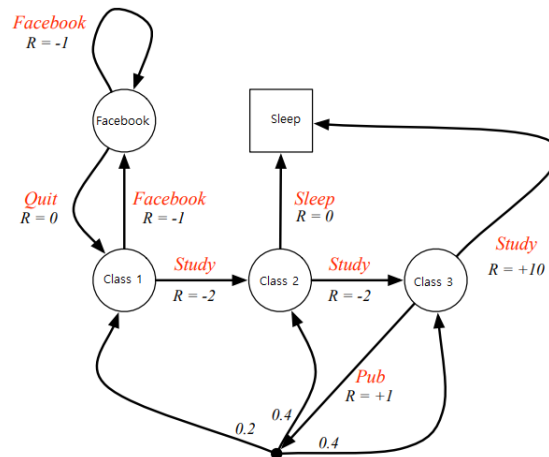 Facebook
R = -1
Facebook
Sleep
Quit
R = 0
Facebook
R = -1
Sleep
R = 0
Study
R = +10
Class 1
Study
R = -2
Class 2
Study
R = -2
Class 3
Pub
R = +1
0.2
0.4
0.4